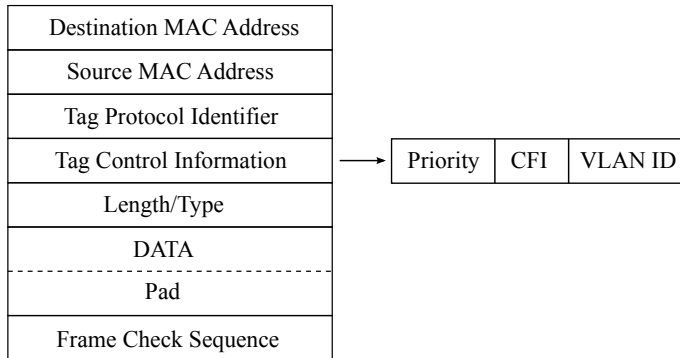 Destination MAC Address
Source MAC Address
Tag Protocol Identifier
Tag Control Information
Priority
CFI
VLAN ID
Length/Type
DATA
Pad
Frame Check Sequence